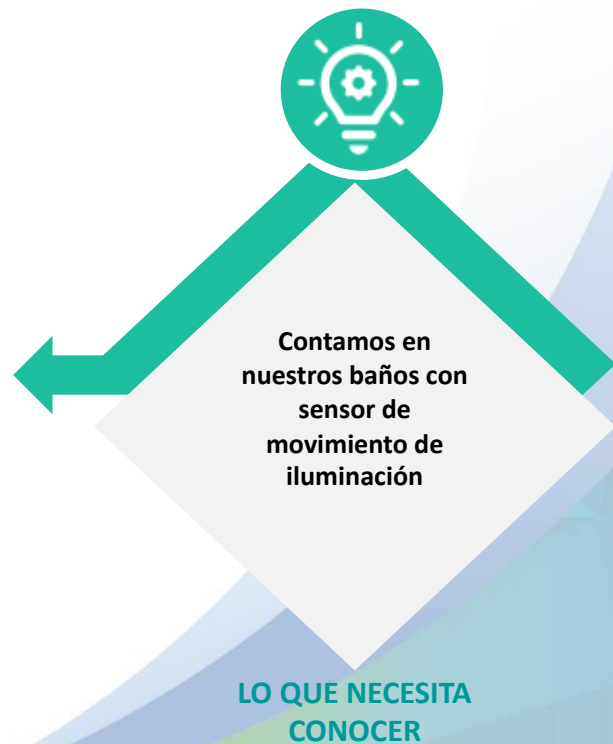 Contamos en
nuestros baños con
sensor de
movimiento de
iluminación
LO QUE NECESITA
CONOCER